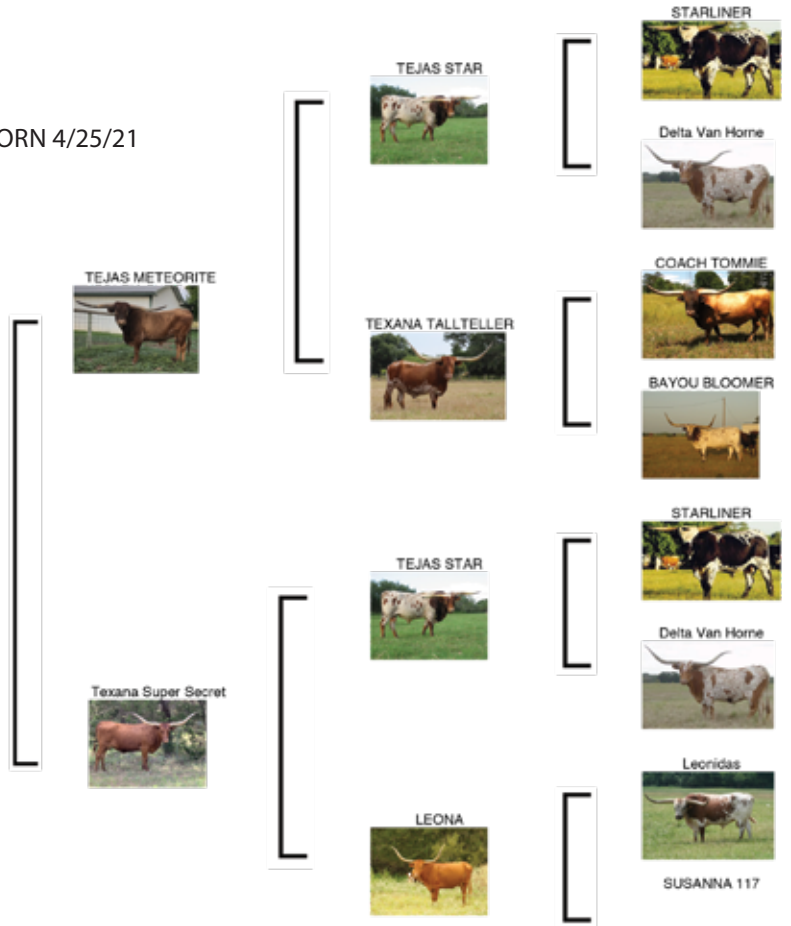 STARLINER
TEJAS STAR
ORN 4/25/21
Delta Van Horne
COACH TOMMIE
TEJAS METEORITE
TEXANA TALLTELLER
BAYOU BLOOMER
STARLINER
TEJAS STAR
Delta Van Horne
Texana Super Secret
Leonidas
LEONA
SUSANNA 117